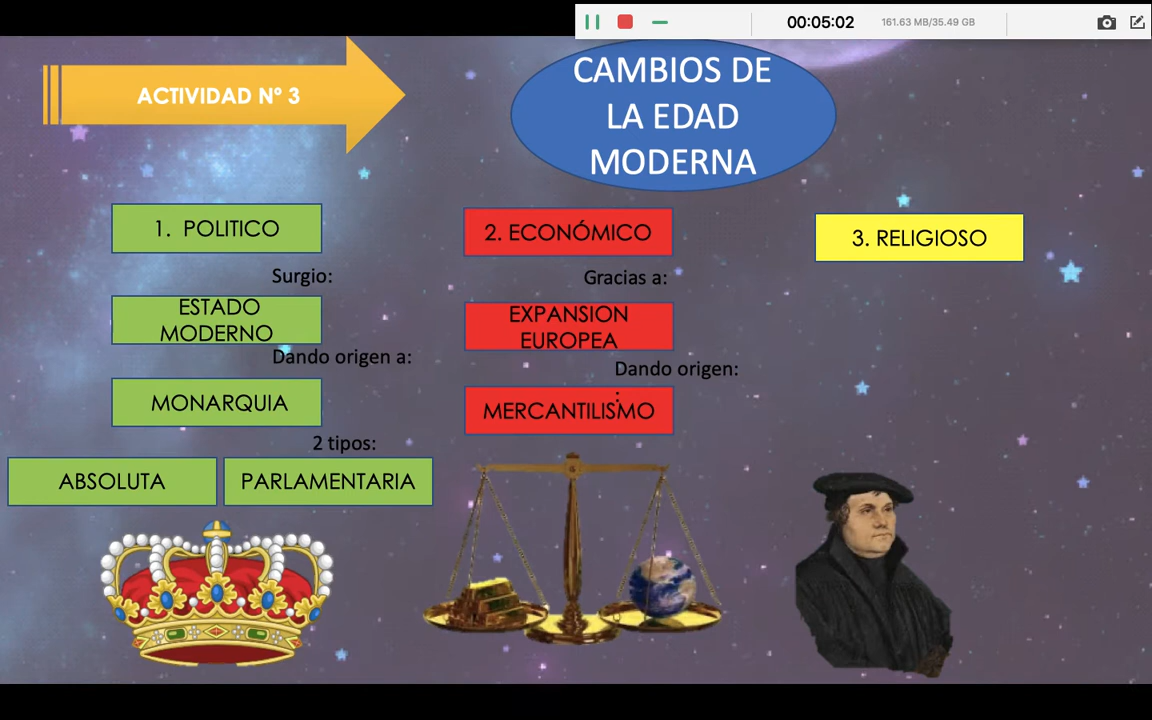 00:05:02
161.63 MB/35.49 GB
ACTIVIDAD Nº 3
CAMBIOS DE
LA EDAD
MODERNA
1. POLITICO
2. ECONÓMICO
3. RELIGIOSO
Surgio:
Gracias a:
ESTADO
MODERNO
EXPANSION
EUROPEA
Dando origen a:
Dando origen:
:
MONARQUIA
MERCANTILISMO
2 tipos:
ABSOLUTA
PARLAMENTARIA